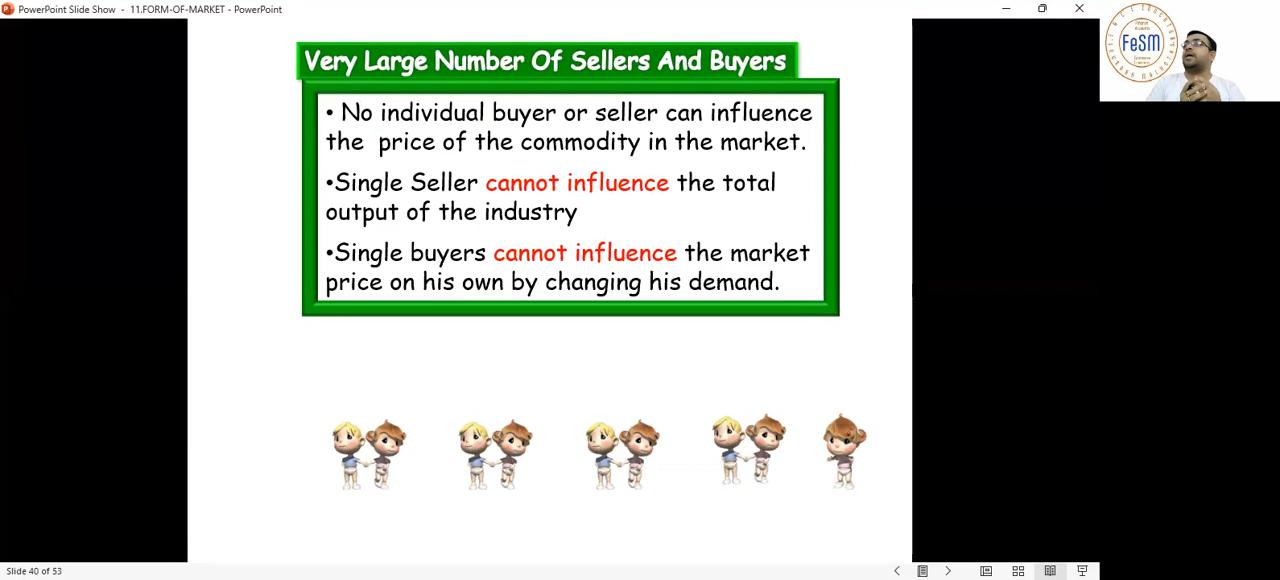 PowerPoint Slide Show - 11.FORM-OF-MARKET - PowerPoint
Very Large Number Of Sellers And Buyers
• No individual buyer or seller can influence
the price of the commodity in the market.
•Single Seller cannot influence the total
output of the industry
•Single buyers cannot influence the market
price on his own by changing his demand.
FeSM
Slide 40 of 53